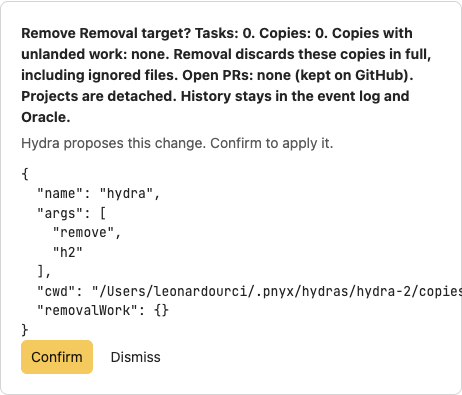 Remove Removal target? Tasks: 0. Copies: 0. Copies with
unlanded work: none. Removal discards these copies in full,
including ignored files. Open PRs: none (kept on GitHub).
Projects are detached. History stays in the event log and
Oracle.
Hydra proposes this change. Confirm to apply it.
{
  "name": "hydra",
  "args": [
    "remove",
    "h2"
  ],
  "cwd": "/Users/leonardourci/.pnyx/hydras/hydra-2/copies
  "removalWork": {}
}
Confirm Dismiss